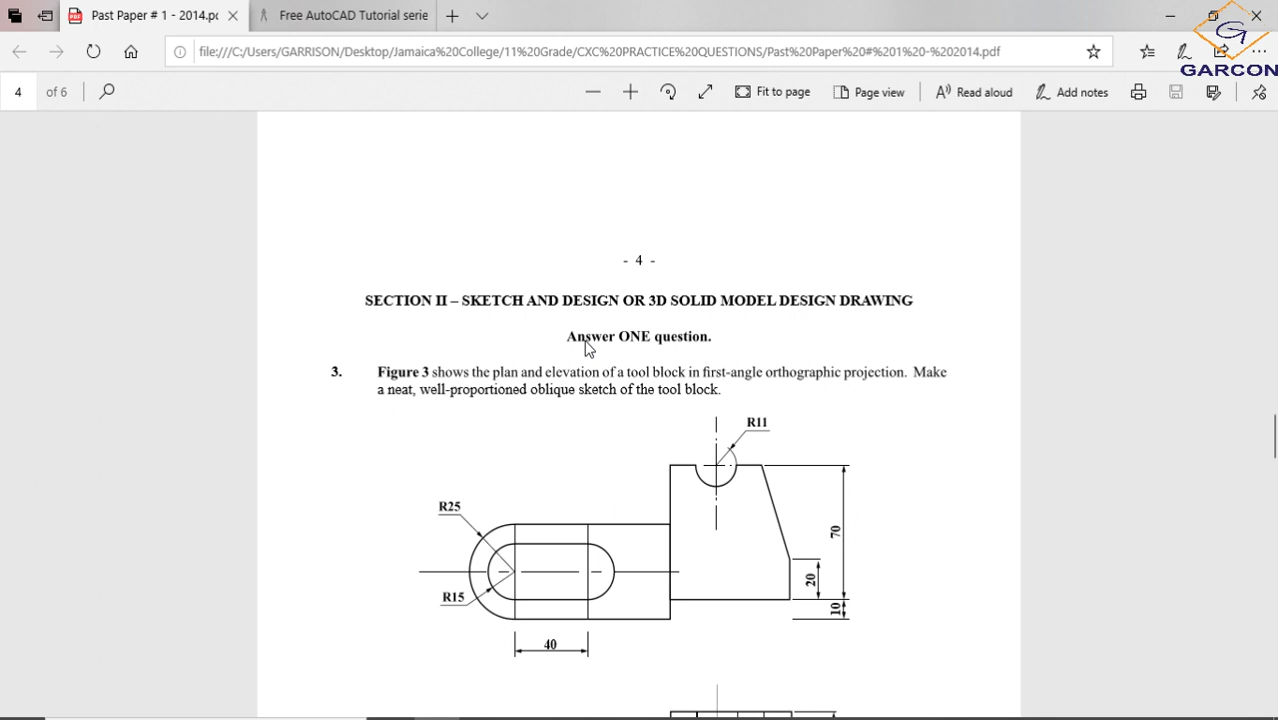 Past Paper # 1 - 2014.pc
Free AutoCAD Tutorial serie
file:///C:/Users/GARRISON/Desktop/Jamaica%20College/11%20Grade/CXC%20PRACTICE%20QUESTIONS/Past%20Paper%20#%201%20-%202014.pdf
GARCON
4 of 6
Fit to page
Page view
Read aloud
Add notes
- 4 -
SECTION II – SKETCH AND DESIGN OR 3D SOLID MODEL DESIGN DRAWING
Answer ONE question.
3. Figure 3 shows the plan and elevation of a tool block in first-angle orthographic projection. Make
a neat, well-proportioned oblique sketch of the tool block.
R11
R25
70
20
R15
10
40